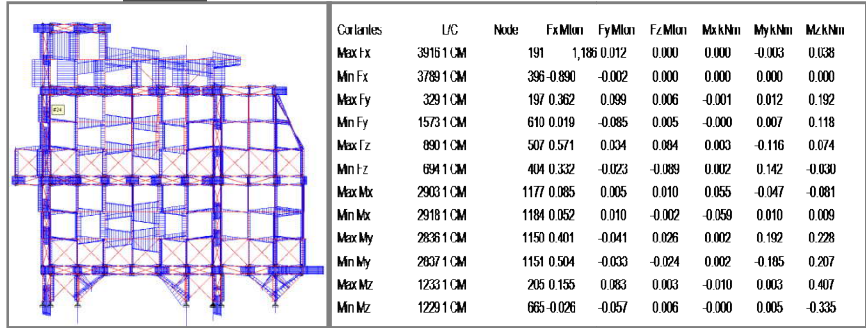 Cortantes L/C Node Fx Mton Fy Mton Fz Mton Mx kNm My kNm Mz kNm
Max Fx 3916 1 CM 191 1,186 0.012 0.000 0.000 -0.003 0.038
Min Fx 3789 1 CM 396 -0.890 -0.002 0.000 0.000 0.000 0.000
Max Fy 329 1 CM 197 0.362 0.099 0.006 -0.001 0.012 0.192
Min Fy 1573 1 CM 610 0.019 -0.085 0.005 -0.000 0.007 0.118
Max Fz 890 1 CM 507 0.571 0.034 0.084 0.003 -0.116 0.074
Min Fz 694 1 CM 404 0.332 -0.023 -0.089 0.002 0.142 -0.030
Max Mx 2903 1 CM 1177 0.085 0.005 0.010 0.055 -0.047 -0.081
Min Mx 2918 1 CM 1184 0.052 0.010 -0.002 -0.059 0.010 0.009
Max My 2836 1 CM 1150 0.401 -0.041 0.026 0.002 0.192 0.228
Min My 2837 1 CM 1151 0.504 -0.033 -0.024 0.002 -0.185 0.207
Max Mz 1233 1 CM 205 0.155 0.083 0.003 -0.010 0.003 0.407
Min Mz 1229 1 CM 665 -0.026 -0.057 0.006 -0.000 0.005 -0.335